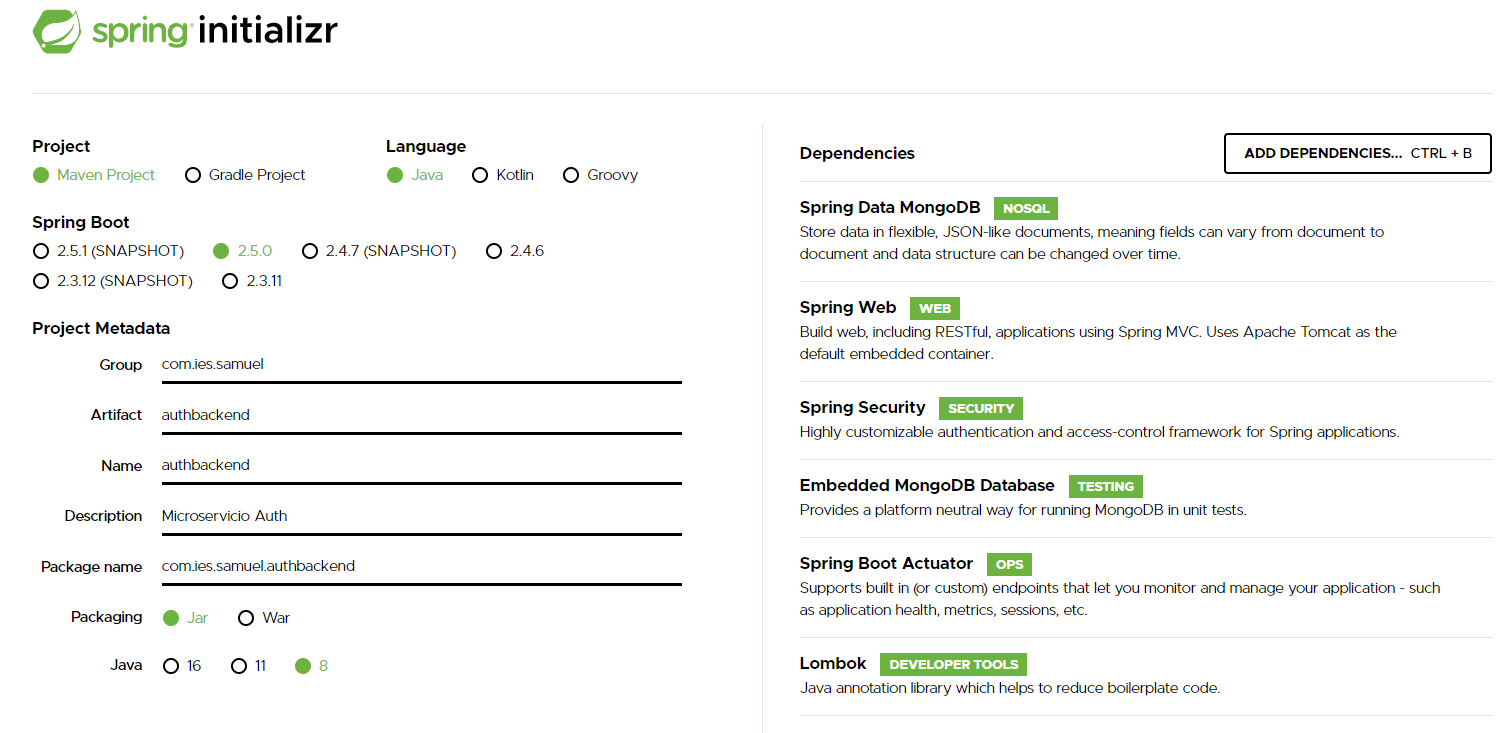 spring initializr
Project
Maven Project Gradle Project
Language
Java Kotlin Groovy
Spring Boot
2.5.1 (SNAPSHOT) 2.5.0 2.4.7 (SNAPSHOT) 2.4.6
2.3.12 (SNAPSHOT) 2.3.11
Project Metadata
Group com.ies.samuel
Artifact authbackend
Name authbackend
Description Microservicio Auth
Package name com.ies.samuel.authbackend
Packaging Jar War
Java 16 11 8
Dependencies ADD DEPENDENCIES... CTRL + B
Spring Data MongoDB NOSQL
Store data in flexible, JSON-like documents, meaning fields can vary from document to
document and data structure can be changed over time.
Spring Web WEB
Build web, including RESTful, applications using Spring MVC. Uses Apache Tomcat as the
default embedded container.
Spring Security SECURITY
Highly customizable authentication and access-control framework for Spring applications.
Embedded MongoDB Database TESTING
Provides a platform neutral way for running MongoDB in unit tests.
Spring Boot Actuator OPS
Supports built in (or custom) endpoints that let you monitor and manage your application - such
as application health, metrics, sessions, etc.
Lombok DEVELOPER TOOLS
Java annotation library which helps to reduce boilerplate code.